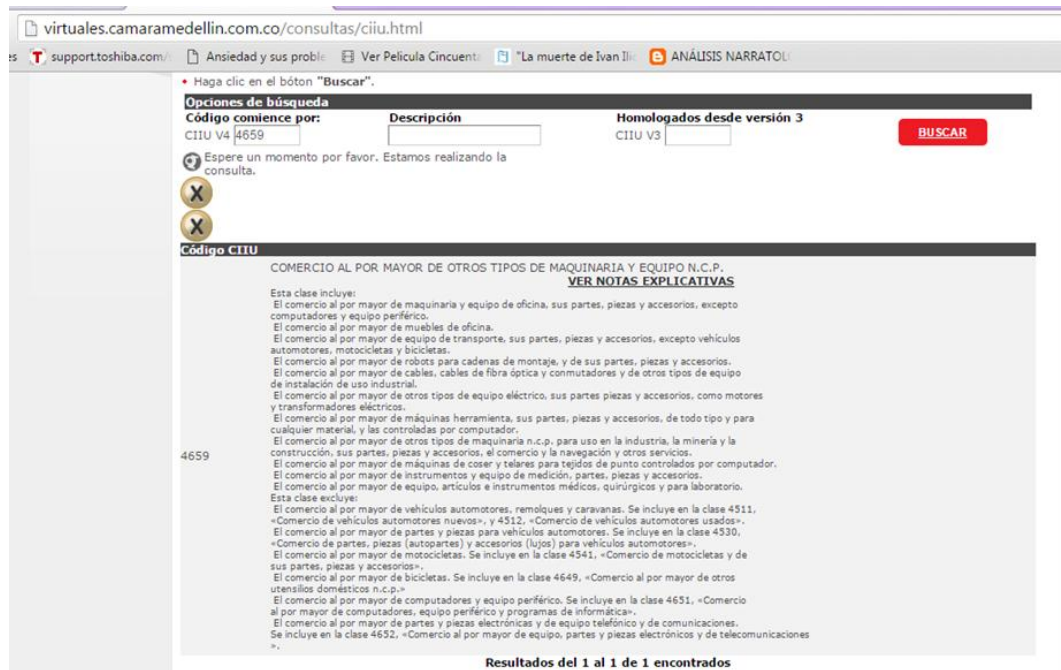 virtuales.camaramedellin.com.co/consultas/ciiu.html
es support.toshiba.com/ Ansiedad y sus proble Ver Pelicula Cincuent "La muerte de Ivan Ili ANÁLISIS NARRATOL
• Haga clic en el bóton "Buscar".
Opciones de búsqueda
Código comience por: Descripción Homologados desde versión 3
CIIU V4 4659 CIIU V3 BUSCAR
Espere un momento por favor. Estamos realizando la
consulta.
X
X
Código CIIU
COMERCIO AL POR MAYOR DE OTROS TIPOS DE MAQUINARIA Y EQUIPO N.C.P.
VER NOTAS EXPLICATIVAS
Esta clase incluye:
El comercio al por mayor de maquinaria y equipo de oficina, sus partes, piezas y accesorios, excepto
computadores y equipo periférico.
El comercio al por mayor de muebles de oficina.
El comercio al por mayor de equipo de transporte, sus partes, piezas y accesorios, excepto vehículos
automotores, motocicletas y bicicletas.
El comercio al por mayor de robots para cadenas de montaje, y de sus partes, piezas y accesorios.
El comercio al por mayor de cables, cables de fibra óptica y conmutadores y de otros tipos de equipo
de instalación de uso industrial.
El comercio al por mayor de otros tipos de equipo eléctrico, sus partes piezas y accesorios, como motores
y transformadores eléctricos.
El comercio al por mayor de máquinas herramienta, sus partes, piezas y accesorios, de todo tipo y para
cualquier material, y las controladas por computador.
El comercio al por mayor de otros tipos de maquinaria n.c.p. para uso en la industria, la minería y la
4659 construcción, sus partes, piezas y accesorios, el comercio y la navegación y otros servicios.
El comercio al por mayor de máquinas de coser y telares para tejidos de punto controlados por computador.
El comercio al por mayor de instrumentos y equipo de medición, partes, piezas y accesorios.
El comercio al por mayor de equipo, artículos e instrumentos médicos, quirúrgicos y para laboratorio.
Esta clase excluye:
El comercio al por mayor de vehículos automotores, remolques y caravanas. Se incluye en la clase 4511,
«Comercio de vehículos automotores nuevos», y 4512, «Comercio de vehículos automotores usados».
El comercio al por mayor de partes y piezas para vehículos automotores. Se incluye en la clase 4530,
«Comercio de partes, piezas (autopartes) y accesorios (lujos) para vehículos automotores».
El comercio al por mayor de motocicletas. Se incluye en la clase 4541, «Comercio de motocicletas y de
sus partes, piezas y accesorios».
El comercio al por mayor de bicicletas. Se incluye en la clase 4649, «Comercio al por mayor de otros
utensilios domésticos n.c.p.»
El comercio al por mayor de computadores y equipo periférico. Se incluye en la clase 4651, «Comercio
al por mayor de computadores, equipo periférico y programas de informática».
El comercio al por mayor de partes y piezas electrónicas y de equipo telefónico y de comunicaciones.
Se incluye en la clase 4652, «Comercio al por mayor de equipo, partes y piezas electrónicos y de telecomunicaciones
».
Resultados del 1 al 1 de 1 encontrados